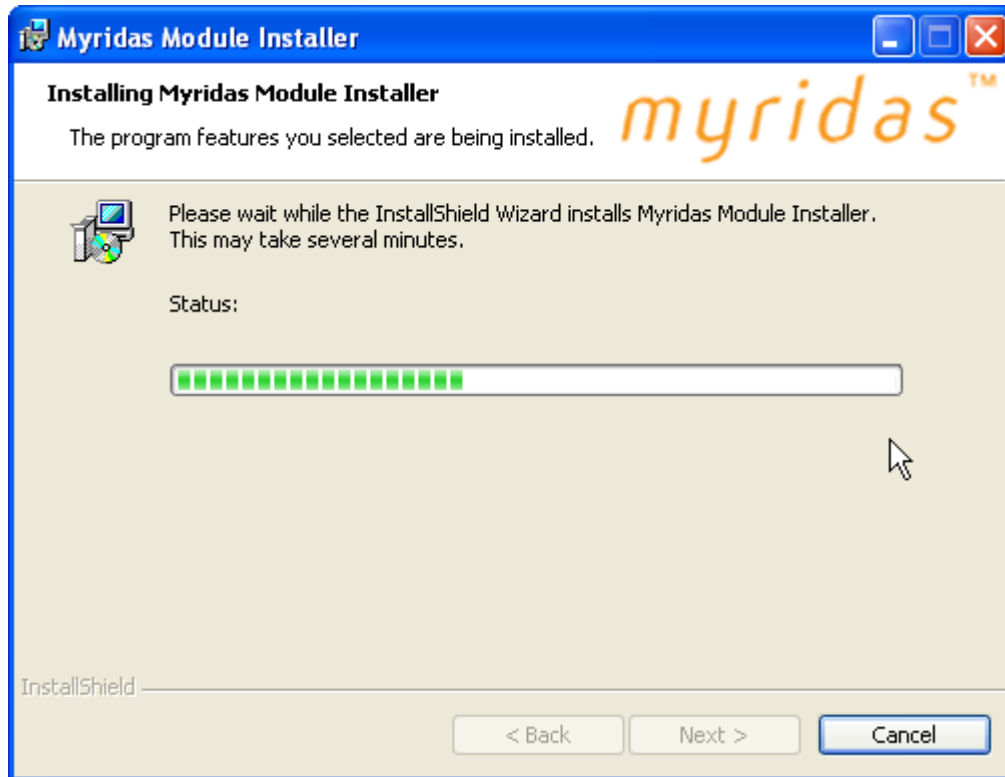 Myridas Module Installer
Installing Myridas Module Installer
The program features you selected are being installed.
myridas™
Please wait while the InstallShield Wizard installs Myridas Module Installer.
This may take several minutes.
Status:
InstallShield
< Back
Next >
Cancel